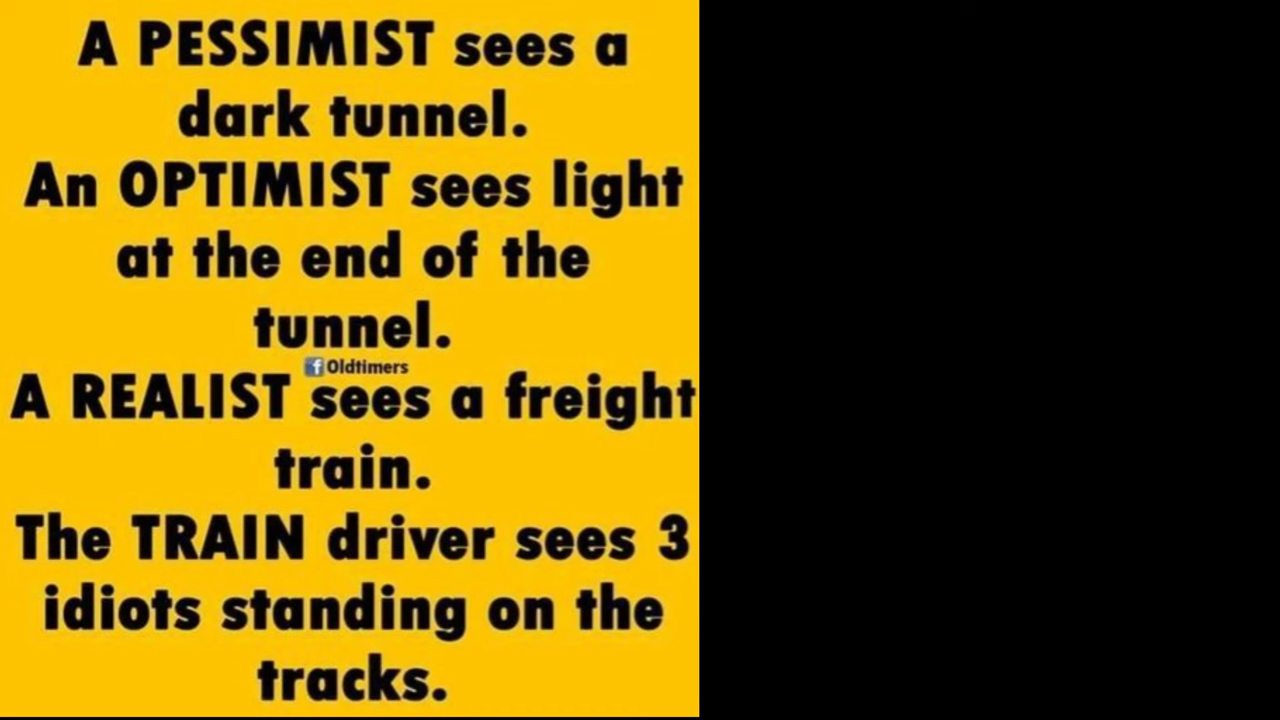 A PESSIMIST sees a
dark tunnel.
An OPTIMIST sees light
at the end of the
tunnel.
Oldtimers
A REALIST sees a freight
train.
The TRAIN driver sees 3
idiots standing on the
tracks.